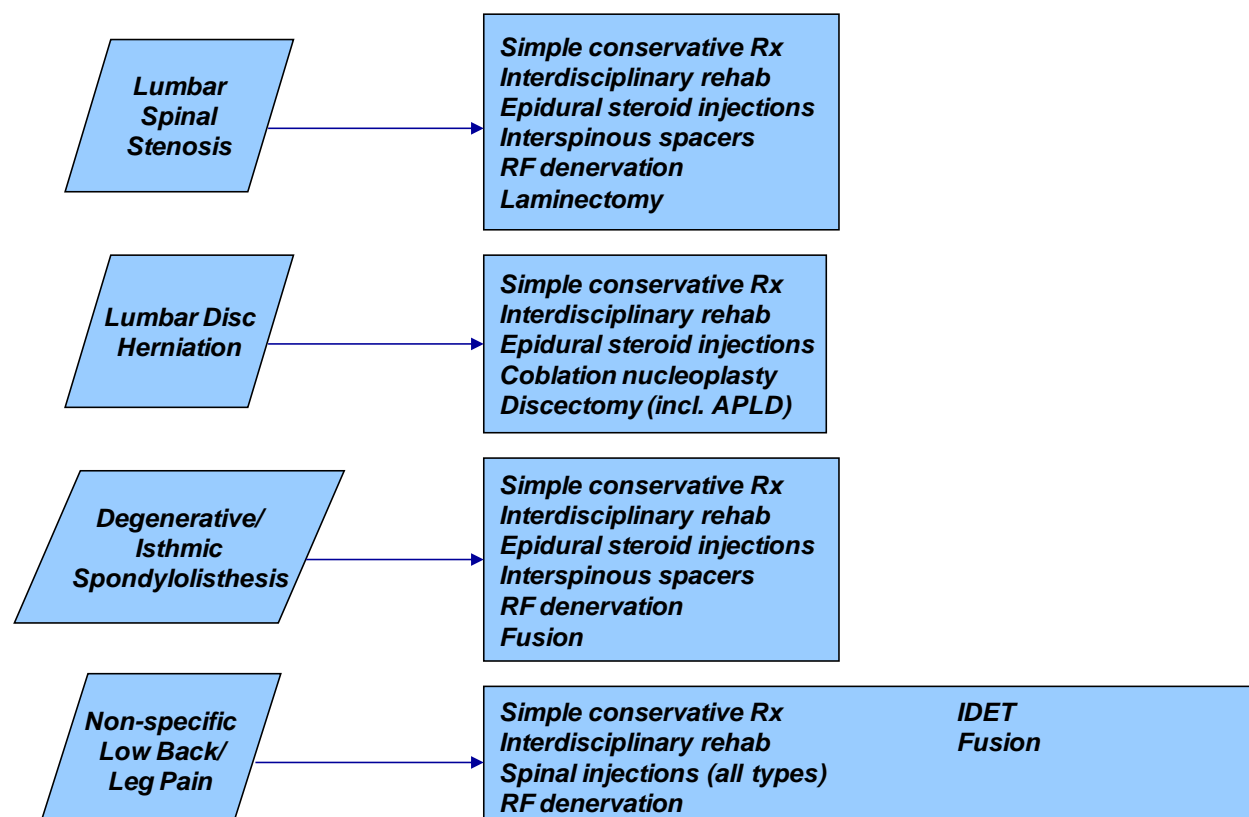 Lumbar
Spinal
Stenosis
Simple conservative Rx
Interdisciplinary rehab
Epidural steroid injections
Interspinous spacers
RF denervation
Laminectomy
Lumbar Disc
Herniation
Simple conservative Rx
Interdisciplinary rehab
Epidural steroid injections
Coblation nucleoplasty
Discectomy (incl. APLD)
Degenerative/
Isthmic
Spondylolisthesis
Simple conservative Rx
Interdisciplinary rehab
Epidural steroid injections
Interspinous spacers
RF denervation
Fusion
Non-specific
Low Back/
Leg Pain
Simple conservative Rx
Interdisciplinary rehab
Spinal injections (all types)
RF denervation
IDET
Fusion